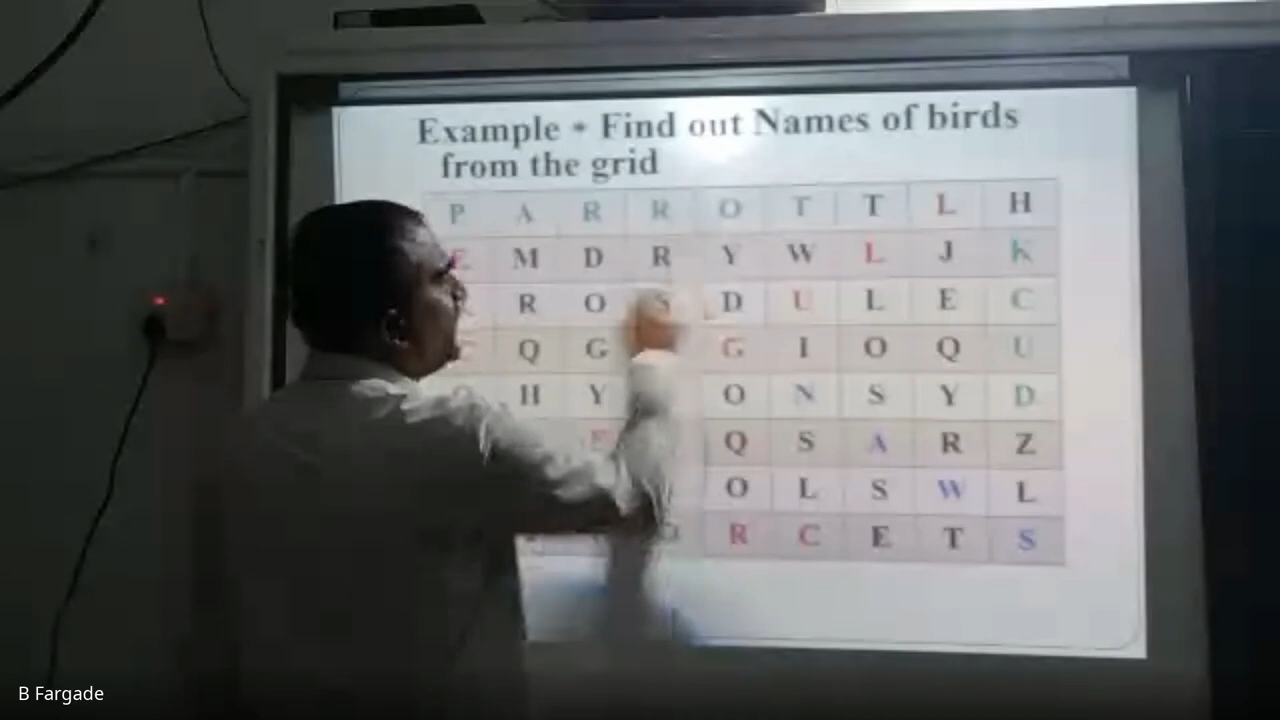 Example * Find out Names of birds
from the grid
P A R R O T T L H
E M D R Y W L J K
R O S D U L E C
Q G G I O Q U
H Y O N S Y D
Q S A R Z
O L S W L
R C E T S
B Fargade